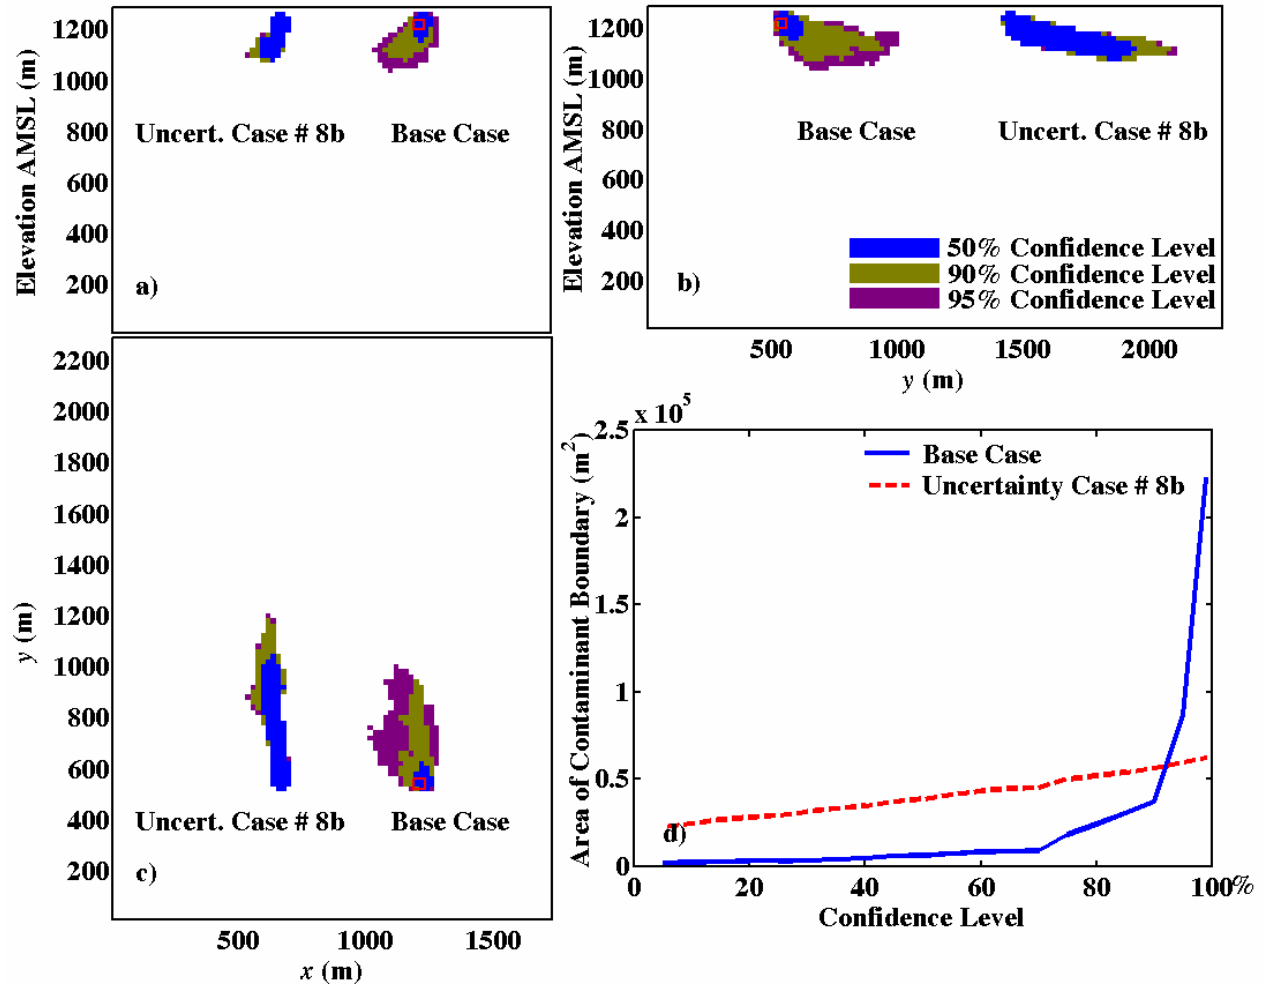 Elevation AMSL (m)
1200
1000
800
600
400
200
Uncert. Case # 8b
Base Case
a)
Elevation AMSL (m)
1200
1000
800
600
400
200
Base Case
Uncert. Case # 8b
50% Confidence Level
90% Confidence Level
95% Confidence Level
b)
500
1000
1500
2000
y (m)
y (m)
2200
2000
1800
1600
1400
1200
1000
800
600
400
200
Uncert. Case # 8b
Base Case
c)
500
1000
1500
x (m)
x 10⁵
Area of Contaminant Boundary (m²)
2.5
2
1.5
1
0.5
0
Base Case
Uncertainty Case # 8b
d)
0
20
40
60
80
100%
Confidence Level